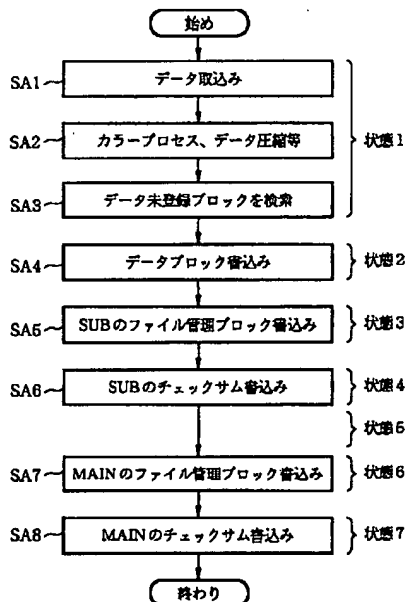 始め
SA1 データ取込み
SA2 カラープロセス、データ圧縮等 状態1
SA3 データ未登録ブロックを検索
SA4 データブロック書込み 状態2
SA5 SUBのファイル管理ブロック書込み 状態3
SA6 SUBのチェックサム書込み 状態4
状態5
SA7 MAINのファイル管理ブロック書込み 状態6
SA8 MAINのチェックサム書込み 状態7
終わり